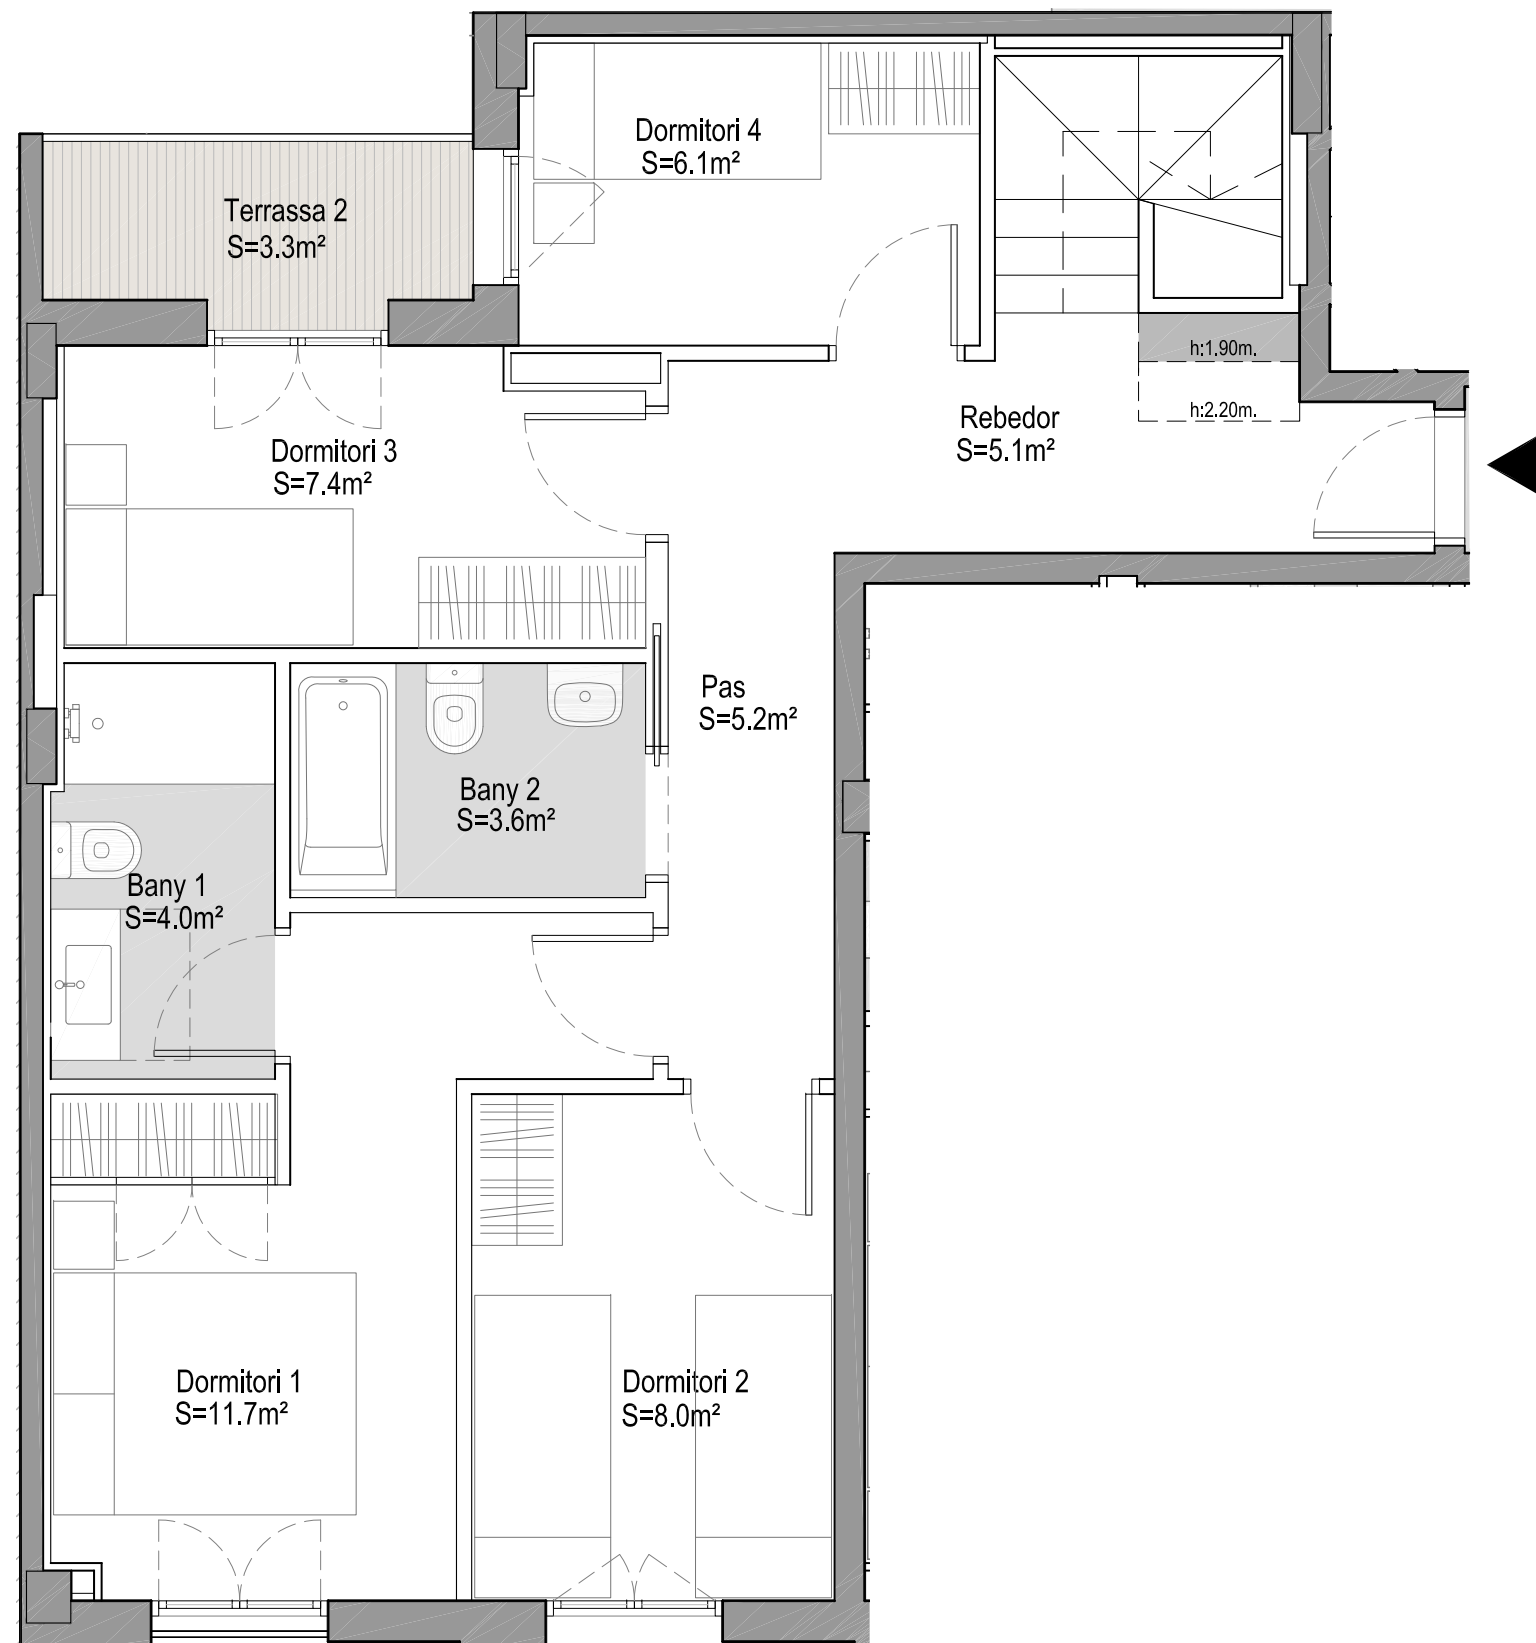 Dormitori 4
S=6.1m²
Terrassa 2
S=3.3m²
h:1.90m.
h:2.20m.
Rebedor
S=5.1m²
Dormitori 3
S=7.4m²
Pas
S=5.2m²
Bany 2
S=3.6m²
Bany 1
S=4.0m²
Dormitori 1
S=11.7m²
Dormitori 2
S=8.0m²